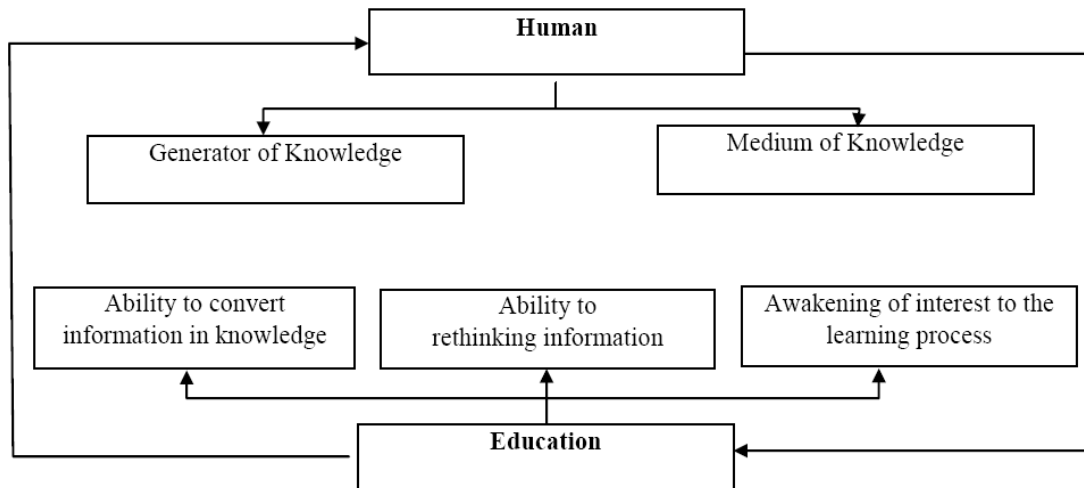 Human
Generator of Knowledge
Medium of Knowledge
Ability to convert
information in knowledge
Ability to
rethinking information
Awakening of interest to the
learning process
Education